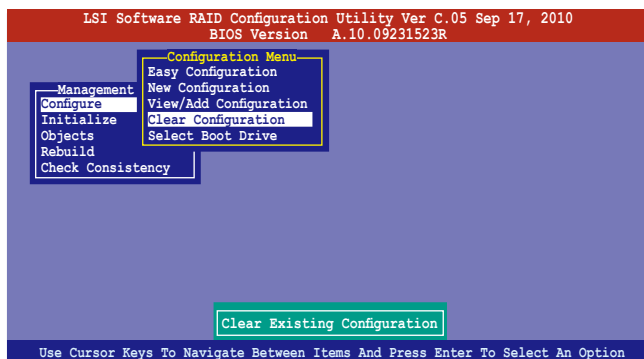 LSI Software RAID Configuration Utility Ver C.05 Sep 17, 2010
BIOS Version A.10.09231523R
Configuration Menu
Easy Configuration
New Configuration
View/Add Configuration
Clear Configuration
Select Boot Drive
Management
Configure
Initialize
Objects
Rebuild
Check Consistency
Clear Existing Configuration
Use Cursor Keys To Navigate Between Items And Press Enter To Select An Option